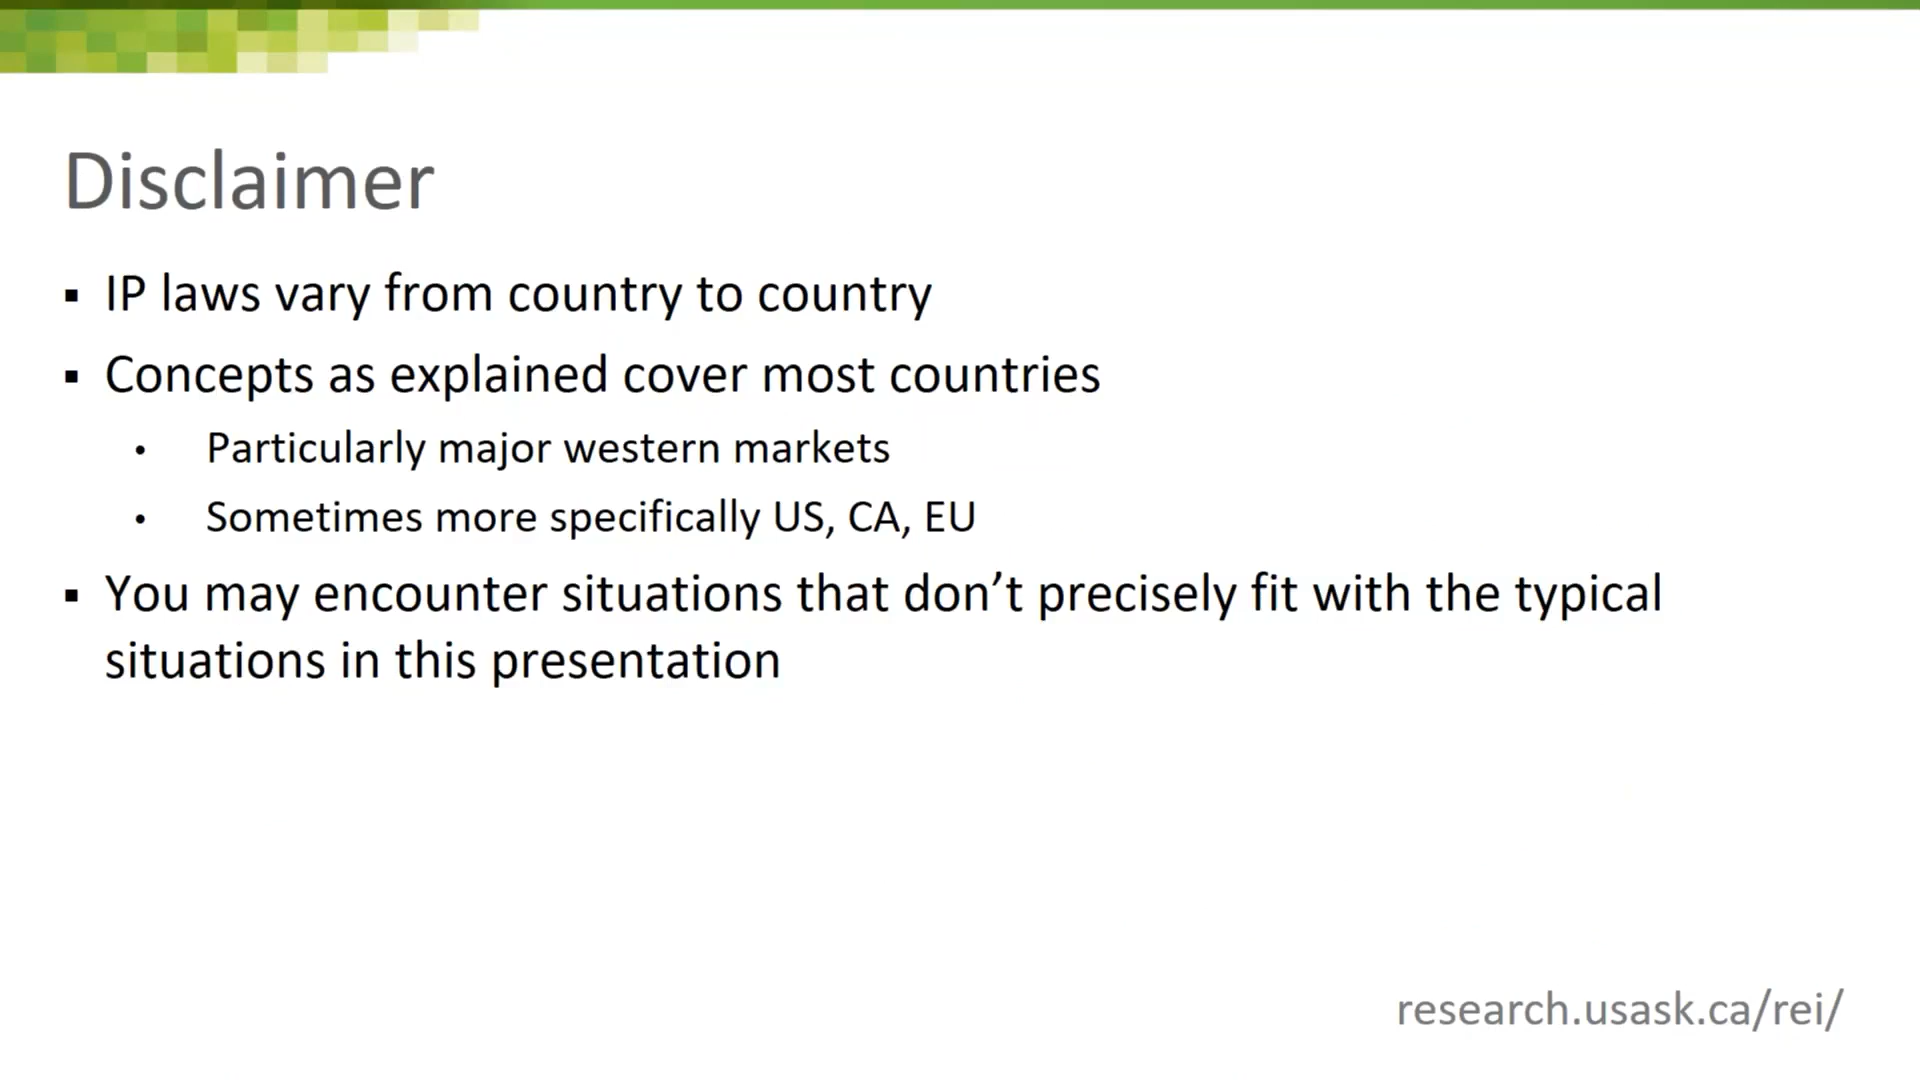 Disclaimer
▪ IP laws vary from country to country
▪ Concepts as explained cover most countries
• Particularly major western markets
• Sometimes more specifically US, CA, EU
▪ You may encounter situations that don’t precisely fit with the typical
situations in this presentation
research.usask.ca/rei/